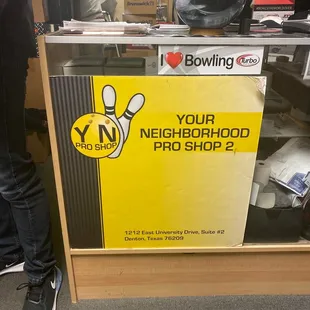 I ❤ Bowling Turbo
YOUR
NEIGHBORHOOD
PRO SHOP 2
Y N
PRO SHOP
1212 East University Drive, Suite #2
Denton, Texas 76209